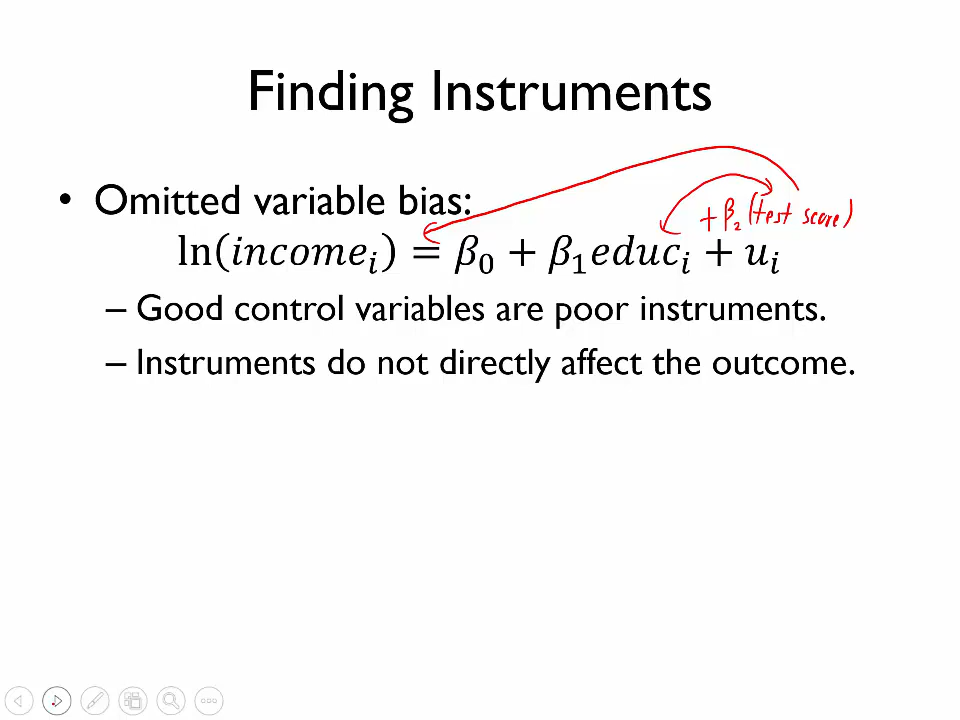 Finding Instruments
• Omitted variable bias:
+ β₂ (test score)
ln(incomeᵢ) = β₀ + β₁educᵢ + uᵢ
– Good control variables are poor instruments.
– Instruments do not directly affect the outcome.